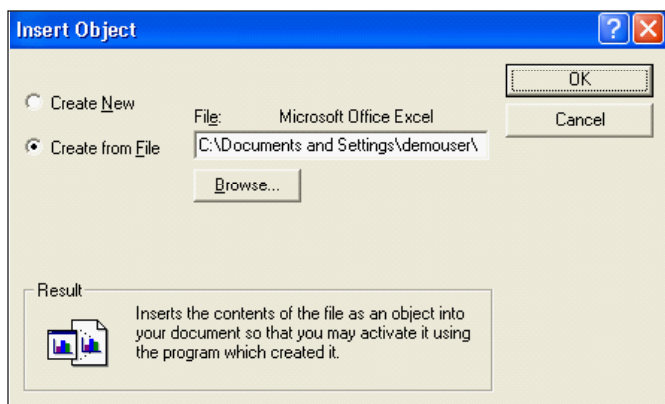 Insert Object
OK
Create New
File: Microsoft Office Excel
Cancel
Create from File
C:\Documents and Settings\demouser\
Browse...
Result
Inserts the contents of the file as an object into
your document so that you may activate it using
the program which created it.